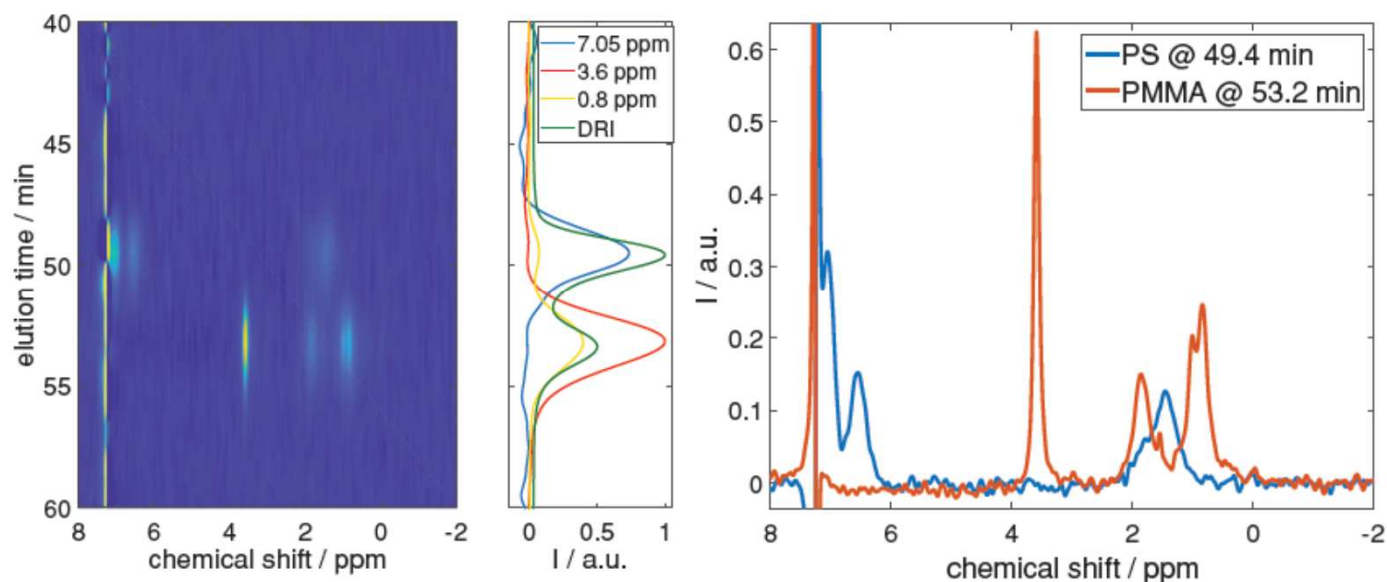 40
45
50
55
60
elution time / min
8
6
4
2
0
-2
chemical shift / ppm
7.05 ppm
3.6 ppm
0.8 ppm
DRI
0
0.5
1
I / a.u.
0.6
0.5
0.4
0.3
0.2
0.1
0
I / a.u.
PS @ 49.4 min
PMMA @ 53.2 min
8
6
4
2
0
-2
chemical shift / ppm